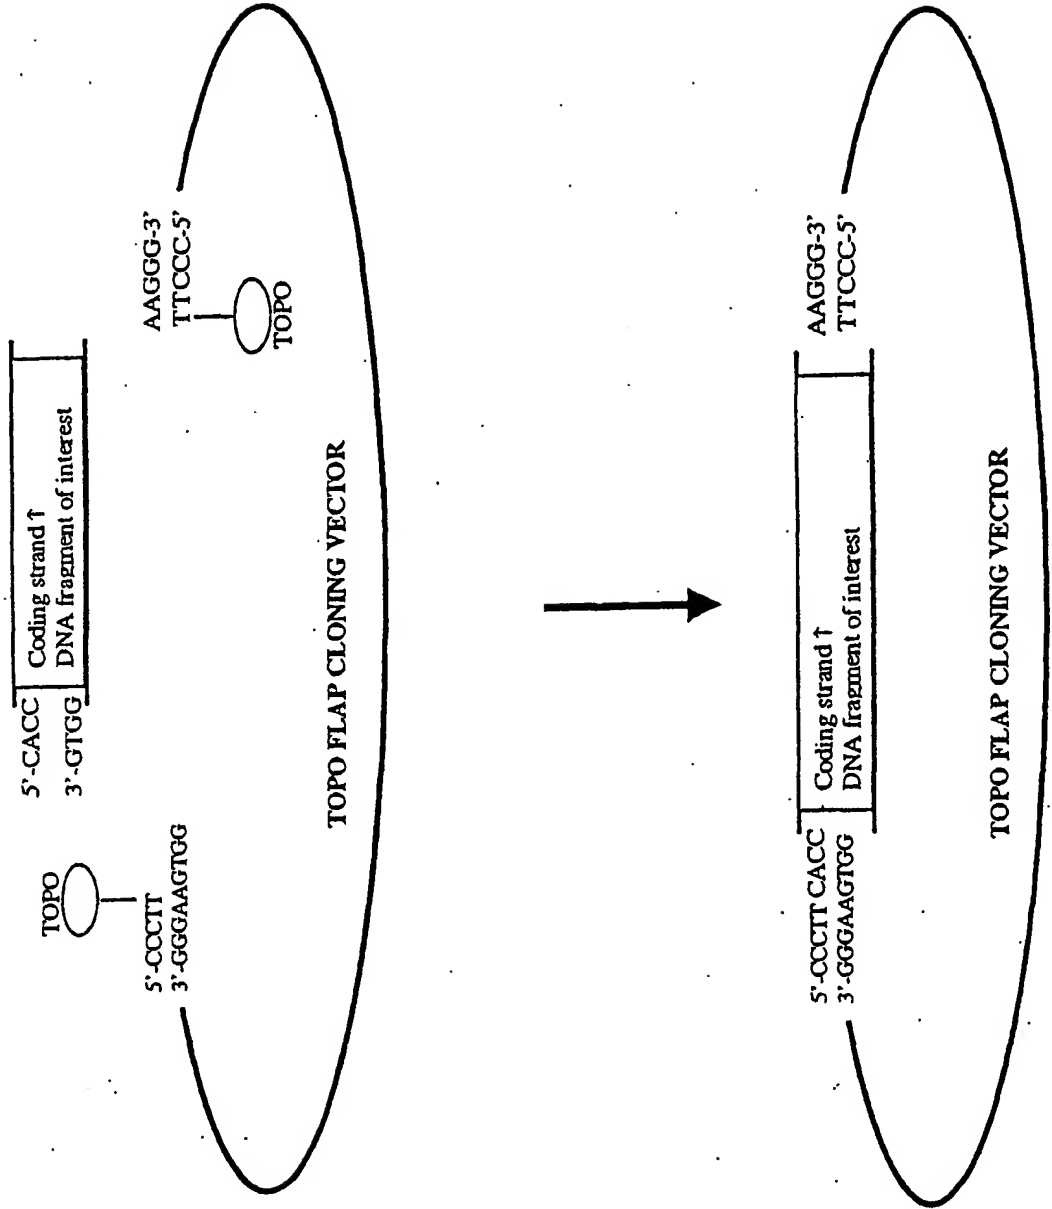 5'-CACC
Coding strand↑
3'-GTGG
DNA fragment of interest
TOPO
5'-CCCTT
3'-GGGAAGTGG
AAGGG-3'
TTCCC-5'
TOPO
TOPO FLAP CLONING VECTOR
5'-CCCTT CACC
3'-GGGAAGTGG
Coding strand↑
DNA fragment of interest
AAGGG-3'
TTCCC-5'
TOPO FLAP CLONING VECTOR